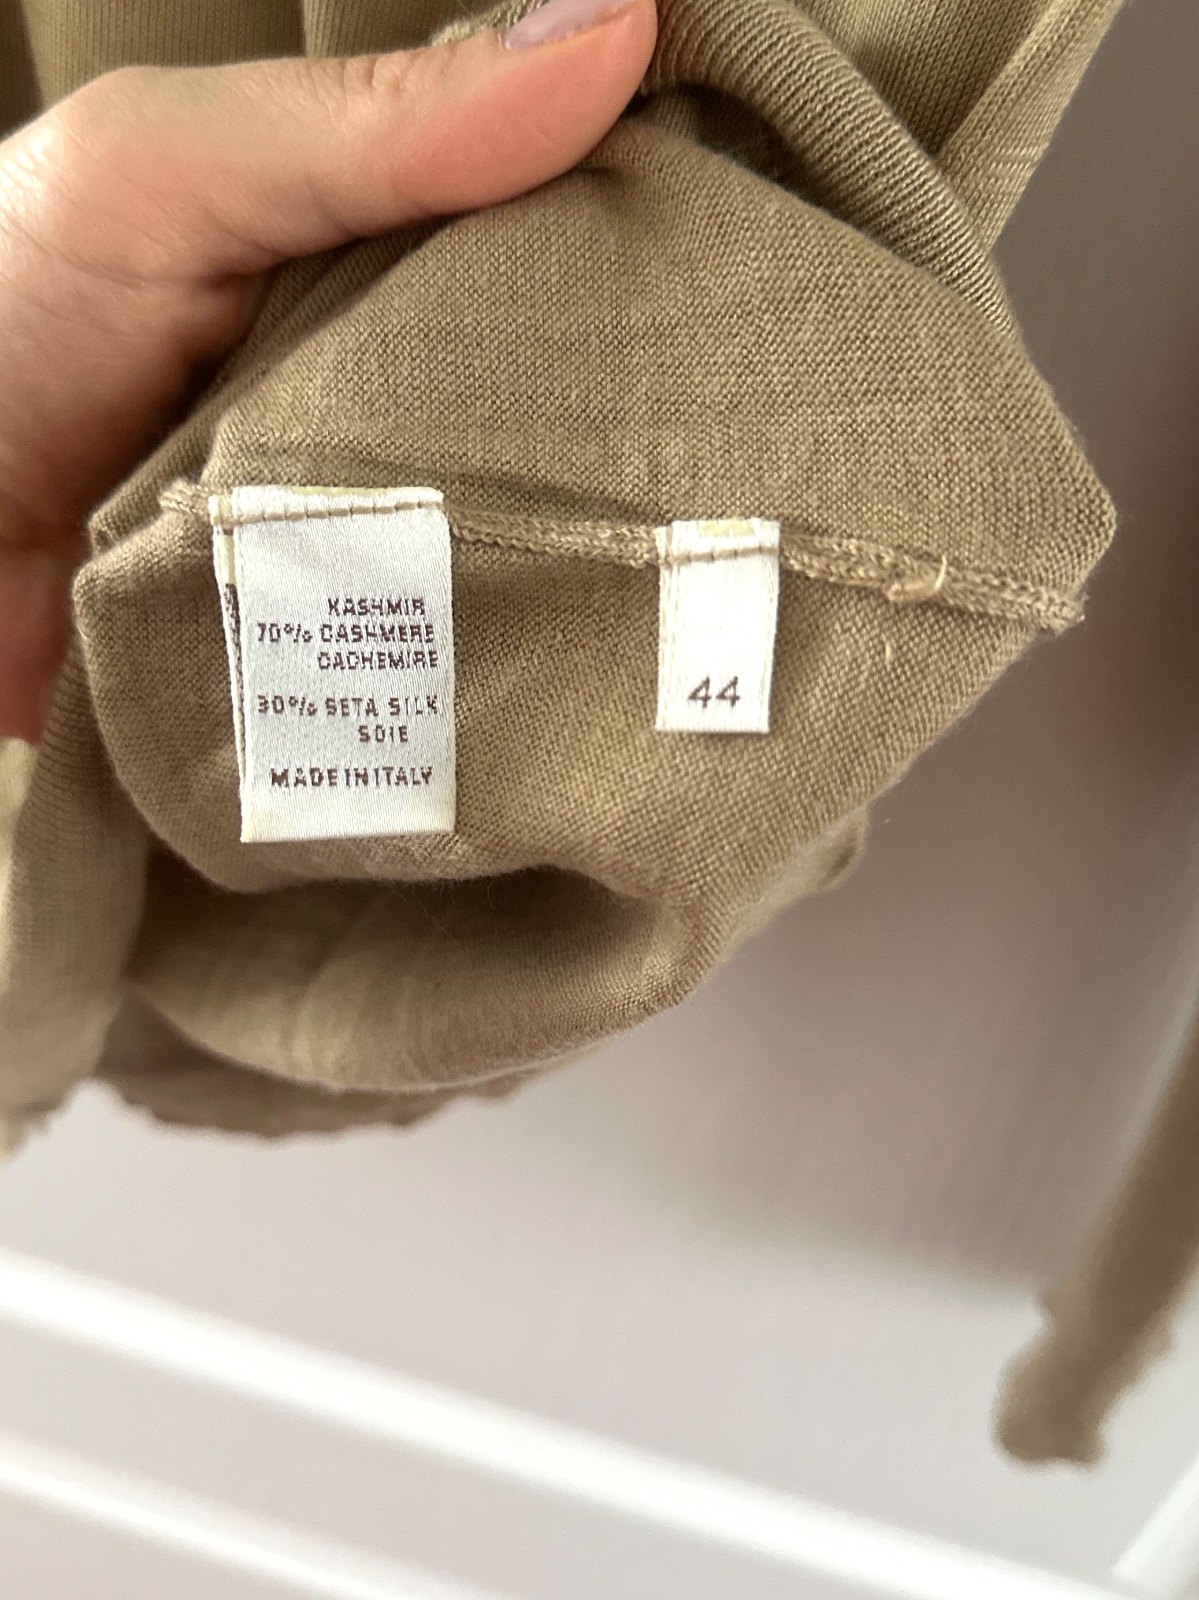 KASHMIR
70% CASHMERE
CACHEMIRE
30% SETA SILK
SOIE
MADE IN ITALY
44